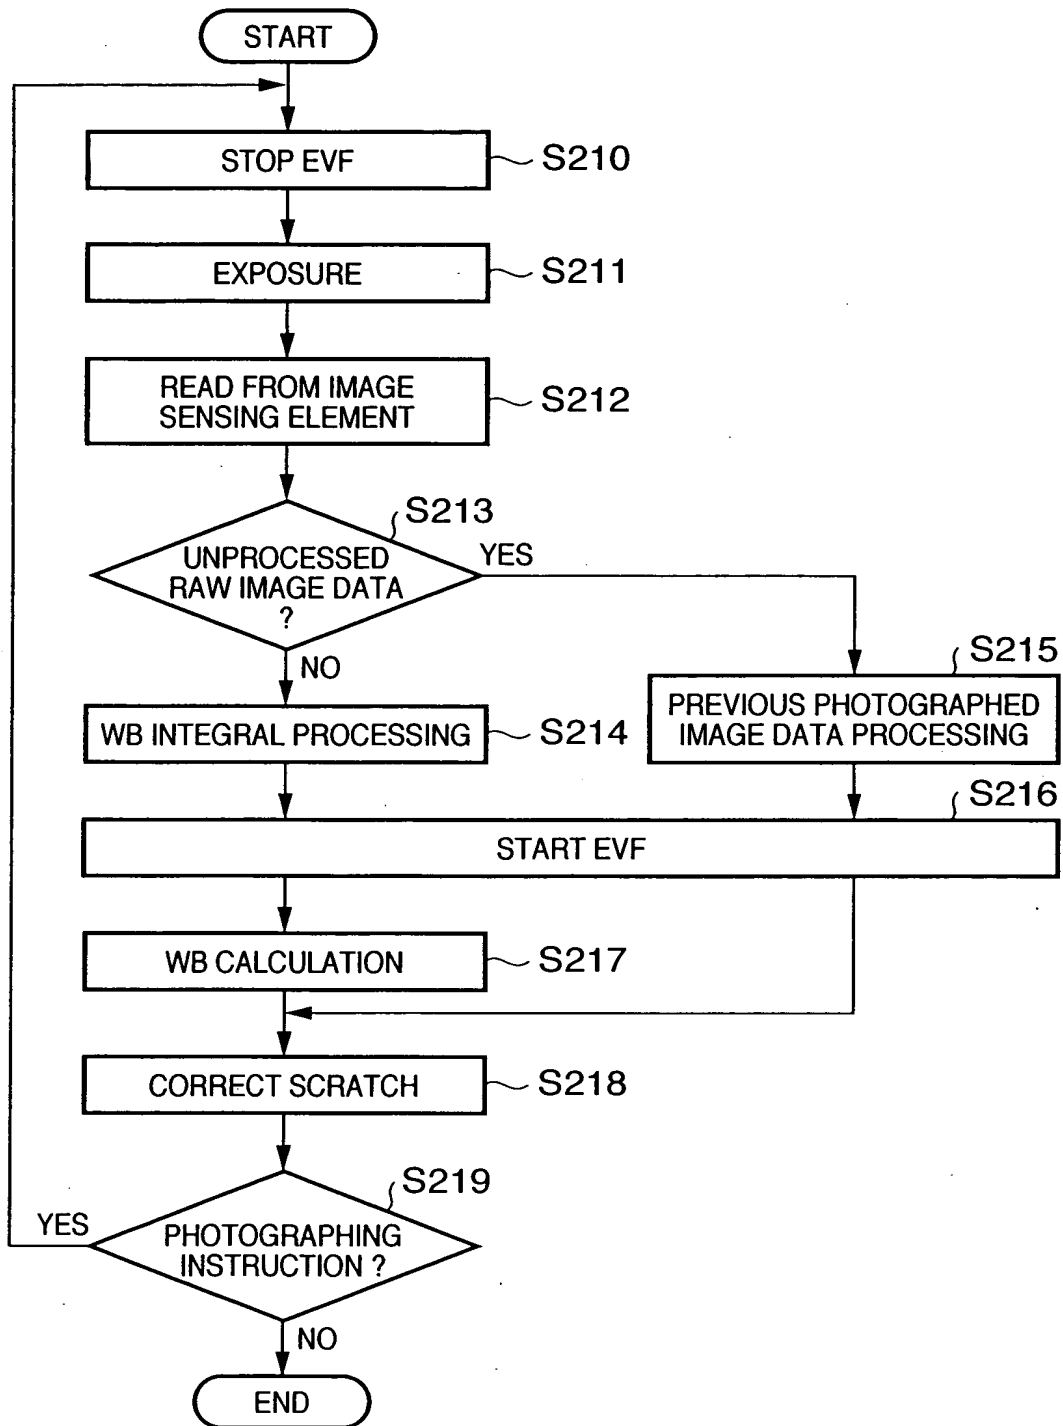 START
STOP EVF
S210
EXPOSURE
S211
READ FROM IMAGE
SENSING ELEMENT
S212
S213
UNPROCESSED
RAW IMAGE DATA
?
YES
NO
S215
PREVIOUS PHOTOGRAPHED
IMAGE DATA PROCESSING
WB INTEGRAL PROCESSING
S214
S216
START EVF
WB CALCULATION
S217
CORRECT SCRATCH
S218
S219
YES
PHOTOGRAPHING
INSTRUCTION ?
NO
END